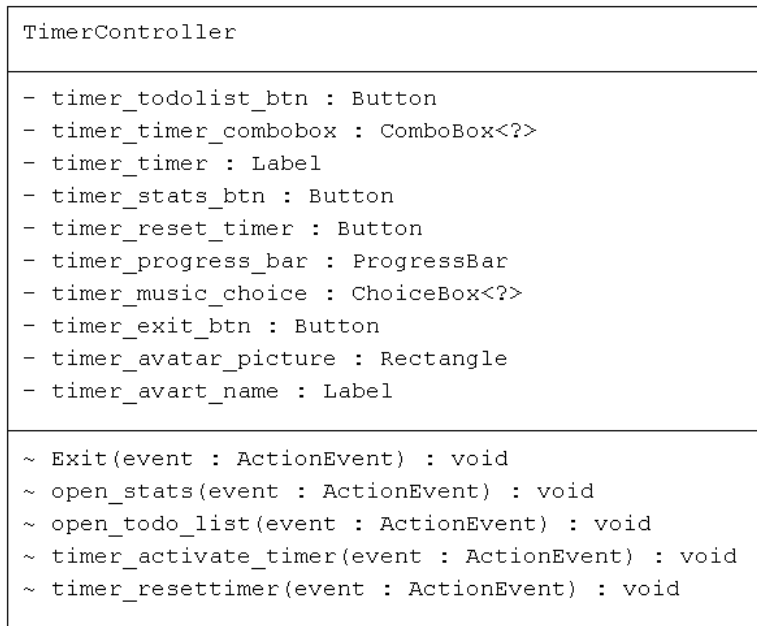 TimerController
- timer_todolist_btn : Button
- timer_timer_combobox : ComboBox<?>
- timer_timer : Label
- timer_stats_btn : Button
- timer_reset_timer : Button
- timer_progress_bar : ProgressBar
- timer_music_choice : ChoiceBox<?>
- timer_exit_btn : Button
- timer_avatar_picture : Rectangle
- timer_avart_name : Label
~ Exit(event : ActionEvent) : void
~ open_stats(event : ActionEvent) : void
~ open_todo_list(event : ActionEvent) : void
~ timer_activate_timer(event : ActionEvent) : void
~ timer_resettimer(event : ActionEvent) : void